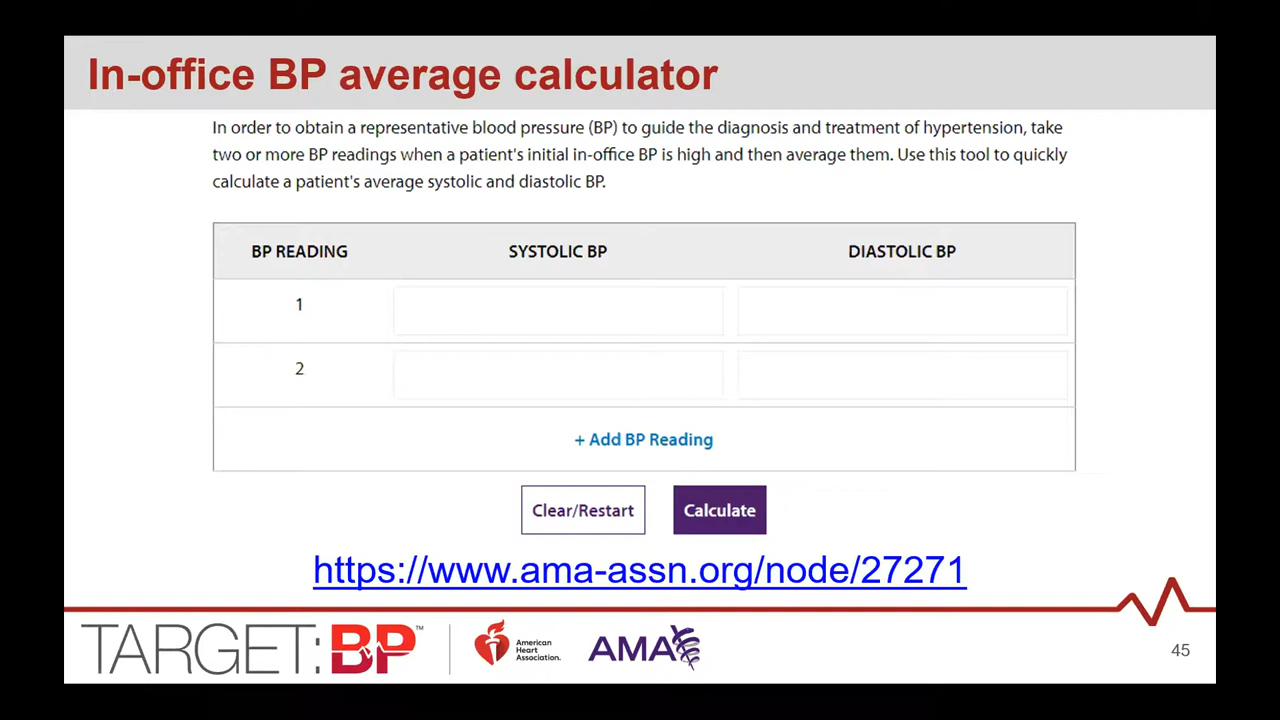 In-office BP average calculator
In order to obtain a representative blood pressure (BP) to guide the diagnosis and treatment of hypertension, take
two or more BP readings when a patient's initial in-office BP is high and then average them. Use this tool to quickly
calculate a patient's average systolic and diastolic BP.
BP READING SYSTOLIC BP DIASTOLIC BP
1
2
+ Add BP Reading
Clear/Restart Calculate
https://www.ama-assn.org/node/27271
TARGET:BP™ American Heart Association. AMA 45